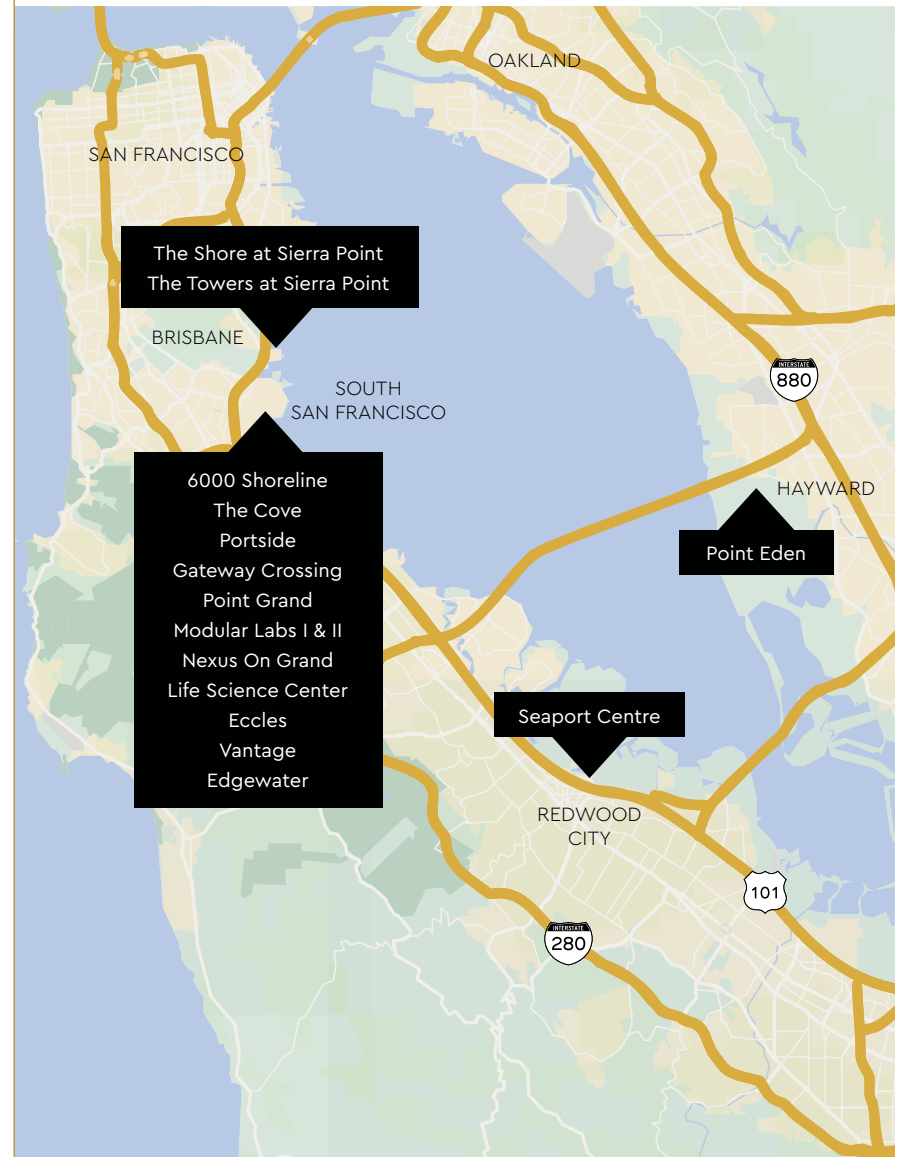 OAKLAND
SAN FRANCISCO
The Shore at Sierra Point
The Towers at Sierra Point
BRISBANE
INTERSTATE
880
SOUTH
SAN FRANCISCO
6000 Shoreline
The Cove
Portside
Gateway Crossing
Point Grand
Modular Labs I & II
Nexus On Grand
Life Science Center
Eccles
Vantage
Edgewater
HAYWARD
Point Eden
Seaport Centre
REDWOOD
CITY
101
INTERSTATE
280